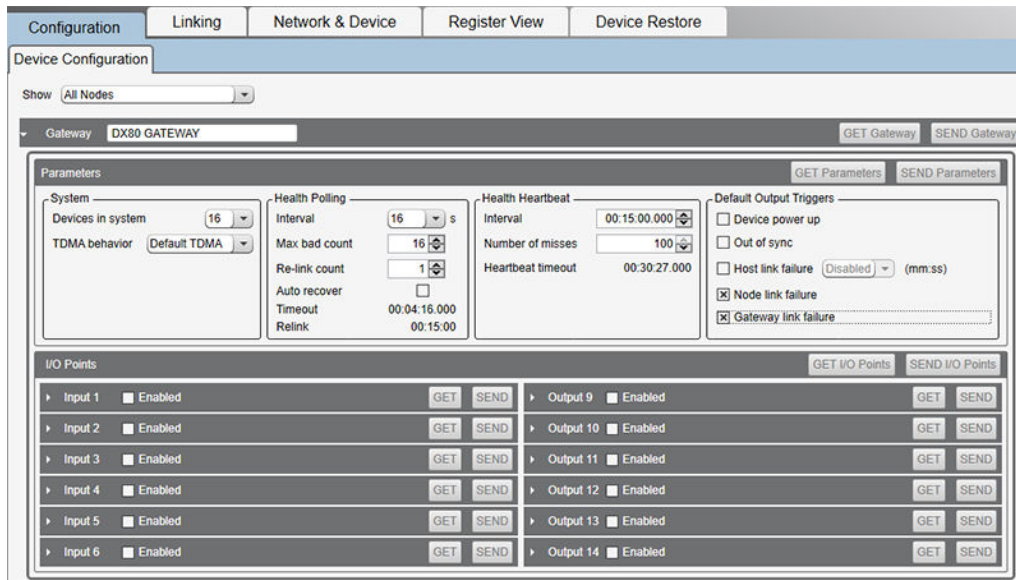 Configuration Linking Network & Device Register View Device Restore
Device Configuration
Show All Nodes
Gateway DX80 GATEWAY GET Gateway SEND Gateway
Parameters GET Parameters SEND Parameters
System
Devices in system 16
TDMA behavior Default TDMA
Health Polling
Interval 16 s
Max bad count 16
Re-link count 1
Auto recover
Timeout 00:04:16.000
Relink 00:15:00
Health Heartbeat
Interval 00:15:00.000
Number of misses 100
Heartbeat timeout 00:30:27.000
Default Output Triggers
Device power up
Out of sync
Host link failure Disabled (mm:ss)
Node link failure
Gateway link failure
I/O Points GET I/O Points SEND I/O Points
Input 1 Enabled GET SEND Output 9 Enabled GET SEND
Input 2 Enabled GET SEND Output 10 Enabled GET SEND
Input 3 Enabled GET SEND Output 11 Enabled GET SEND
Input 4 Enabled GET SEND Output 12 Enabled GET SEND
Input 5 Enabled GET SEND Output 13 Enabled GET SEND
Input 6 Enabled GET SEND Output 14 Enabled GET SEND